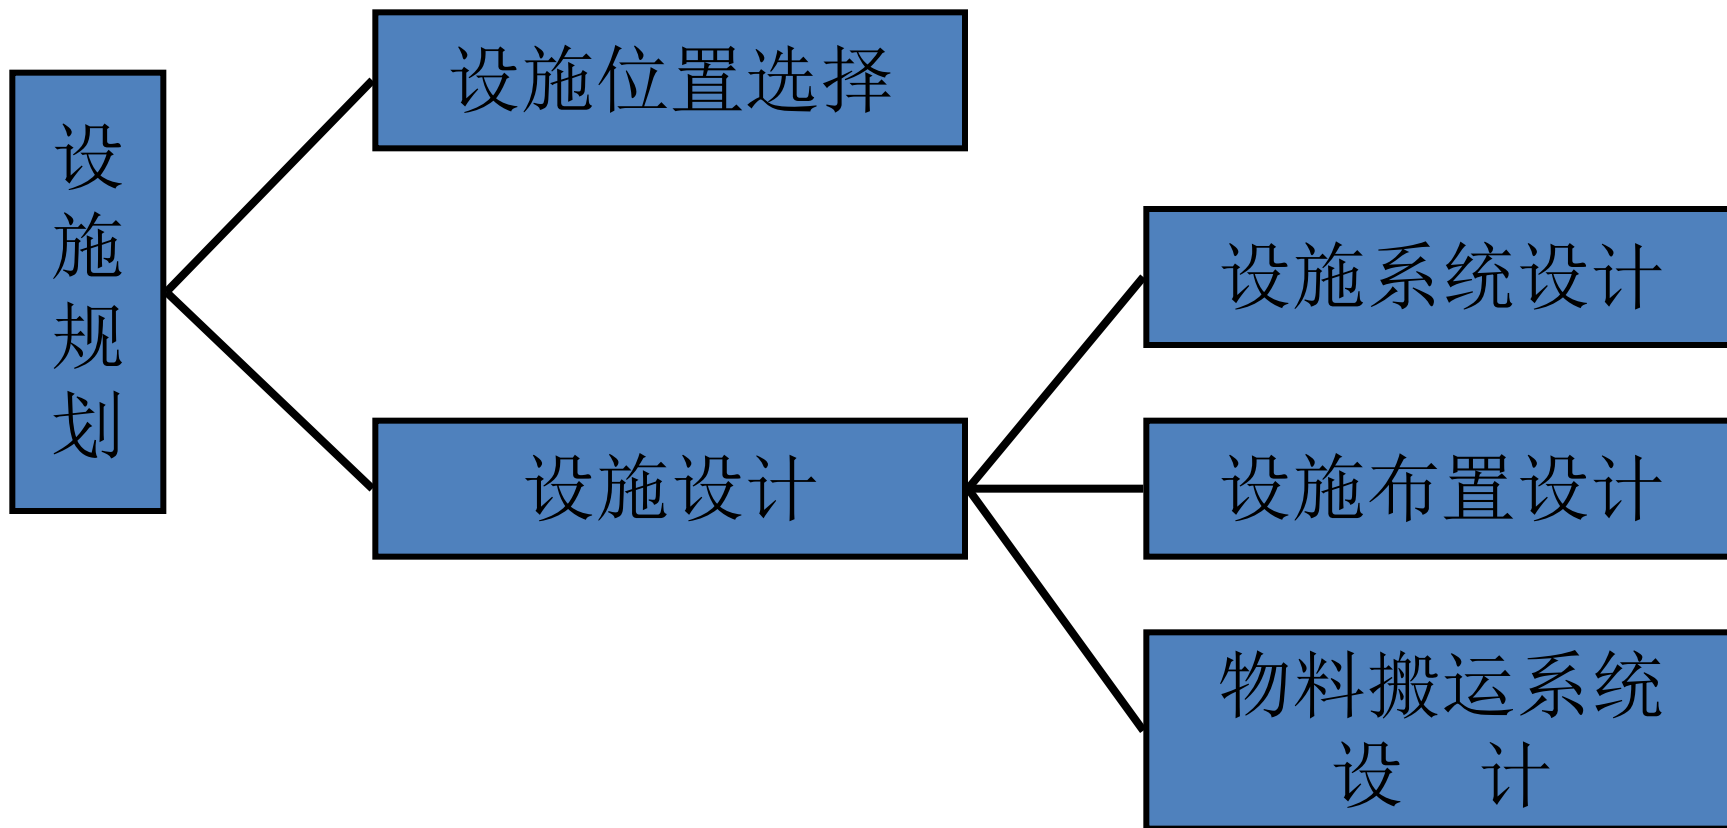 设施规划
设施位置选择
设施设计
设施系统设计
设施布置设计
物料搬运系统
设 计